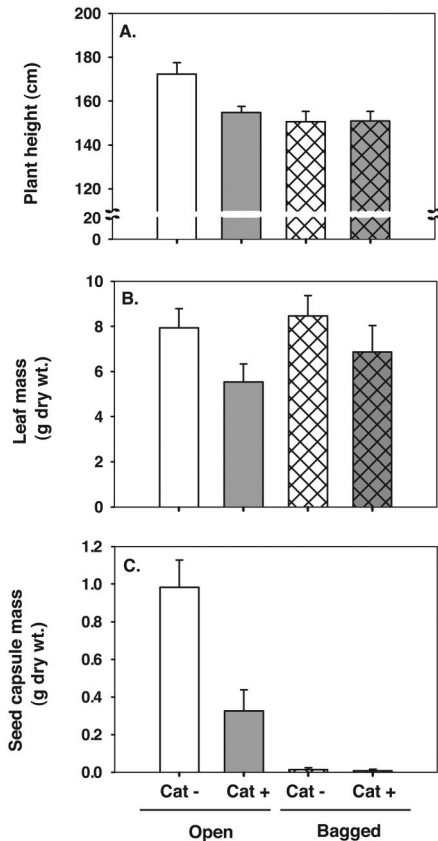 200
A.
180
160
140
120
20
0
Plant height (cm)
10
B.
8
6
4
2
0
Leaf mass
(g dry wt.)
1.2
C.
1.0
0.8
0.6
0.4
0.2
0.0
Seed capsule mass
(g dry wt.)
Cat - Cat + Cat - Cat +
Open Bagged